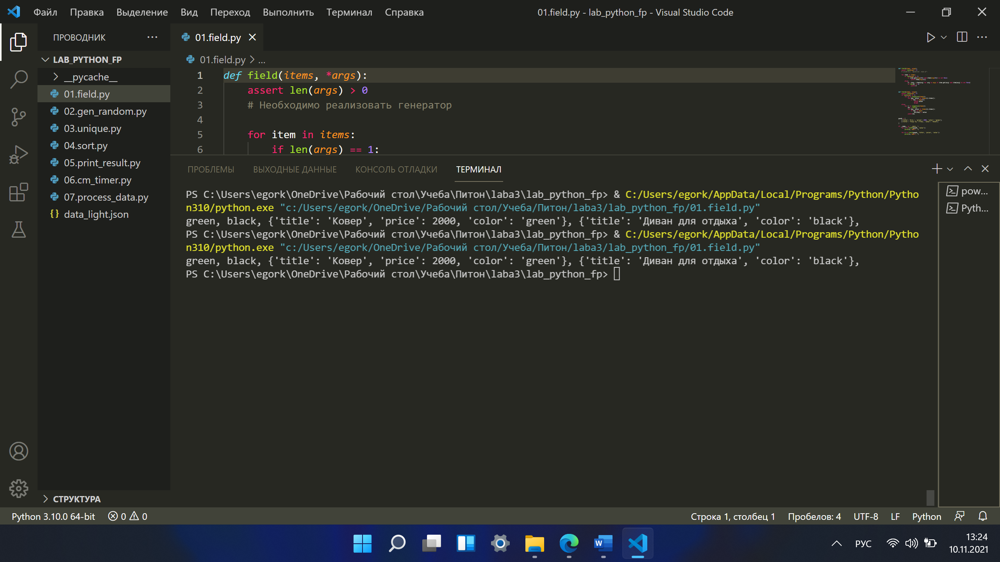 Файл Правка Выделение Вид Переход Выполнить Терминал Справка
01.field.py - lab_python_fp - Visual Studio Code
ПРОВОДНИК
LAB_PYTHON_FP
__pycache__
01.field.py
02.gen_random.py
03.unique.py
04.sort.py
05.print_result.py
06.cm_timer.py
07.process_data.py
{} data_light.json
СТРУКТУРА
01.field.py
01.field.py > ...
1 def field(items, *args):
2 assert len(args) > 0
3 # Необходимо реализовать генератор
4
5 for item in items:
6 if len(args) == 1:
ПРОБЛЕМЫ ВЫХОДНЫЕ ДАННЫЕ КОНСОЛЬ ОТЛАДКИ ТЕРМИНАЛ
PS C:\Users\egork\OneDrive\Рабочий стол\Учеба\Питон\laba3\lab_python_fp> & C:/Users/egork/AppData/Local/Programs/Python/Pytho
n310/python.exe "c:/Users/egork/OneDrive/Рабочий стол/Учеба/Питон/laba3/lab_python_fp/01.field.py"
green, black, {'title': 'Ковер', 'price': 2000, 'color': 'green'}, {'title': 'Диван для отдыха', 'color': 'black'},
PS C:\Users\egork\OneDrive\Рабочий стол\Учеба\Питон\laba3\lab_python_fp> & C:/Users/egork/AppData/Local/Programs/Python/Pytho
n310/python.exe "c:/Users/egork/OneDrive/Рабочий стол/Учеба/Питон/laba3/lab_python_fp/01.field.py"
green, black, {'title': 'Ковер', 'price': 2000, 'color': 'green'}, {'title': 'Диван для отдыха', 'color': 'black'},
PS C:\Users\egork\OneDrive\Рабочий стол\Учеба\Питон\laba3\lab_python_fp>
pow...
Pyth...
Python 3.10.0 64-bit 0 0
Строка 1, столбец 1 Пробелов: 4 UTF-8 LF Python
W
РУС
13:24
10.11.2021